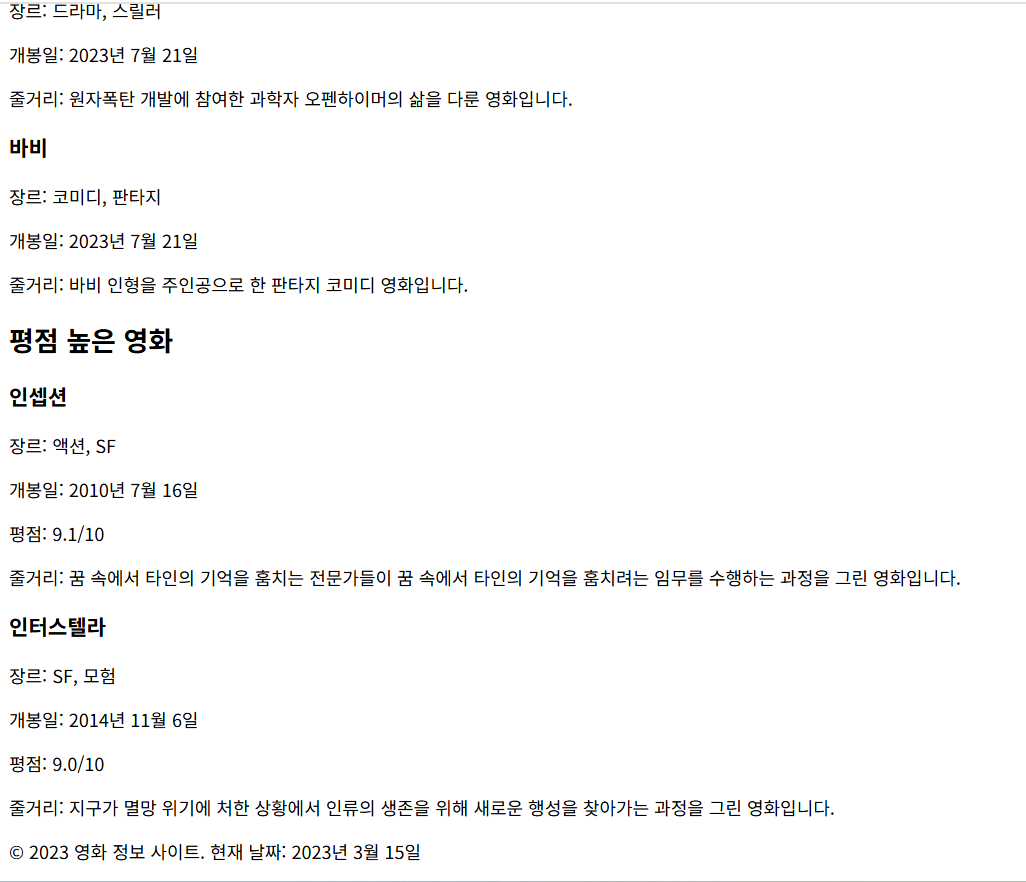 장르: 드라마, 스릴러
개봉일: 2023년 7월 21일
줄거리: 원자폭탄 개발에 참여한 과학자 오펜하이머의 삶을 다룬 영화입니다.
바비
장르: 코미디, 판타지
개봉일: 2023년 7월 21일
줄거리: 바비 인형을 주인공으로 한 판타지 코미디 영화입니다.
평점 높은 영화
인셉션
장르: 액션, SF
개봉일: 2010년 7월 16일
평점: 9.1/10
줄거리: 꿈 속에서 타인의 기억을 훔치는 전문가들이 꿈 속에서 타인의 기억을 훔치려는 임무를 수행하는 과정을 그린 영화입니다.
인터스텔라
장르: SF, 모험
개봉일: 2014년 11월 6일
평점: 9.0/10
줄거리: 지구가 멸망 위기에 처한 상황에서 인류의 생존을 위해 새로운 행성을 찾아가는 과정을 그린 영화입니다.
© 2023 영화 정보 사이트. 현재 날짜: 2023년 3월 15일